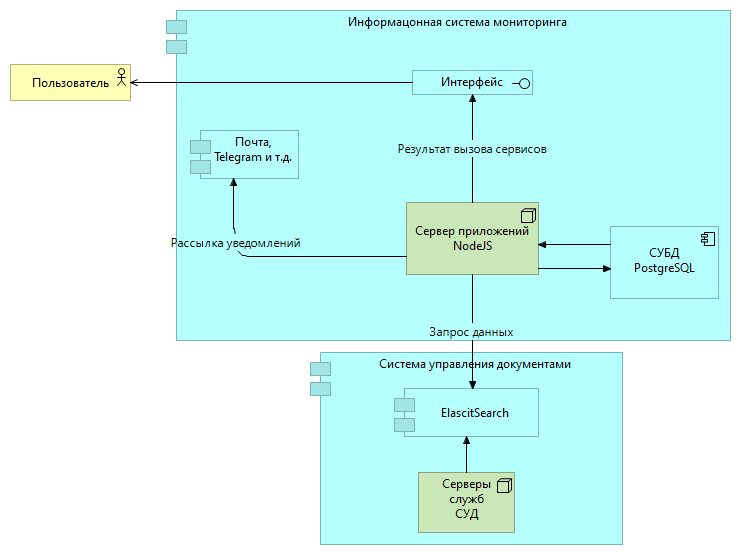 Информацонная система мониторинга
Пользователь
Интерфейс
Почта,
Telegram и т.д.
Результат вызова сервисов
Сервер приложений
NodeJS
Рассылка уведомлений
СУБД
PostgreSQL
Запрос данных
Система управления документами
ElascitSearch
Серверы
служб
СУД